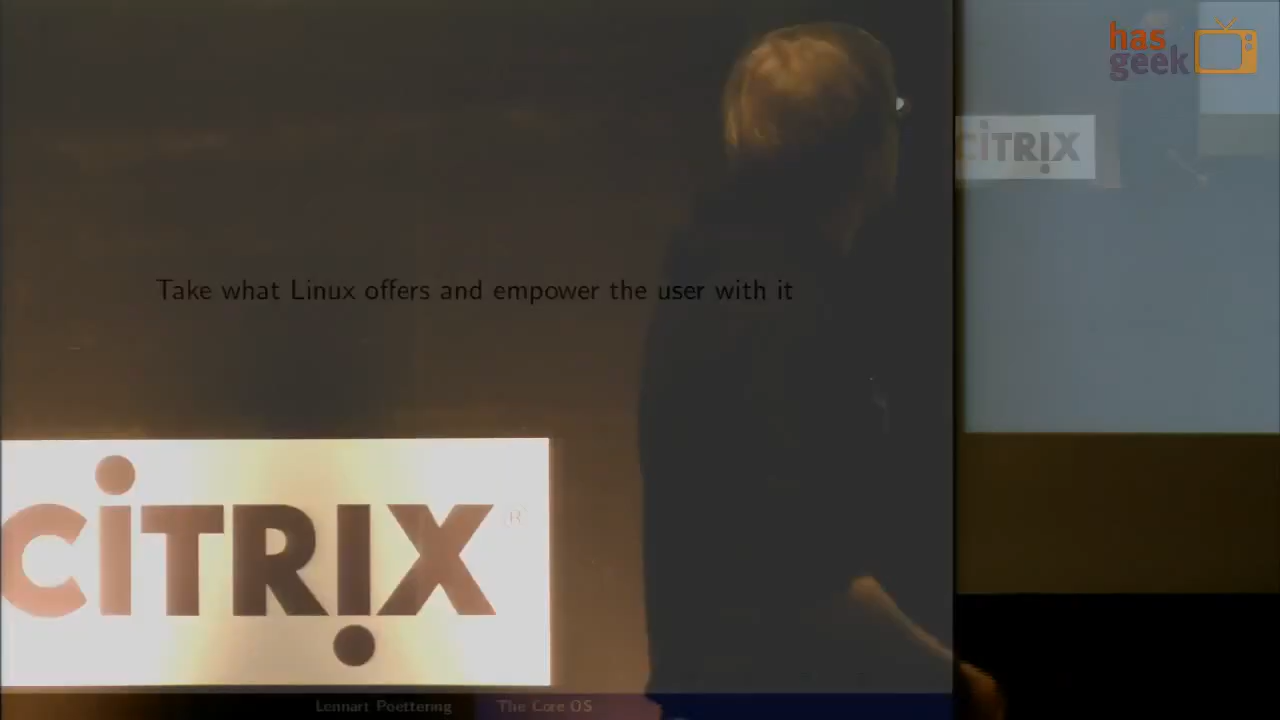 has
geek
CiTRIX
Take what Linux offers and empower the user with it
CiTRIX®
Lennart Poettering The Core OS